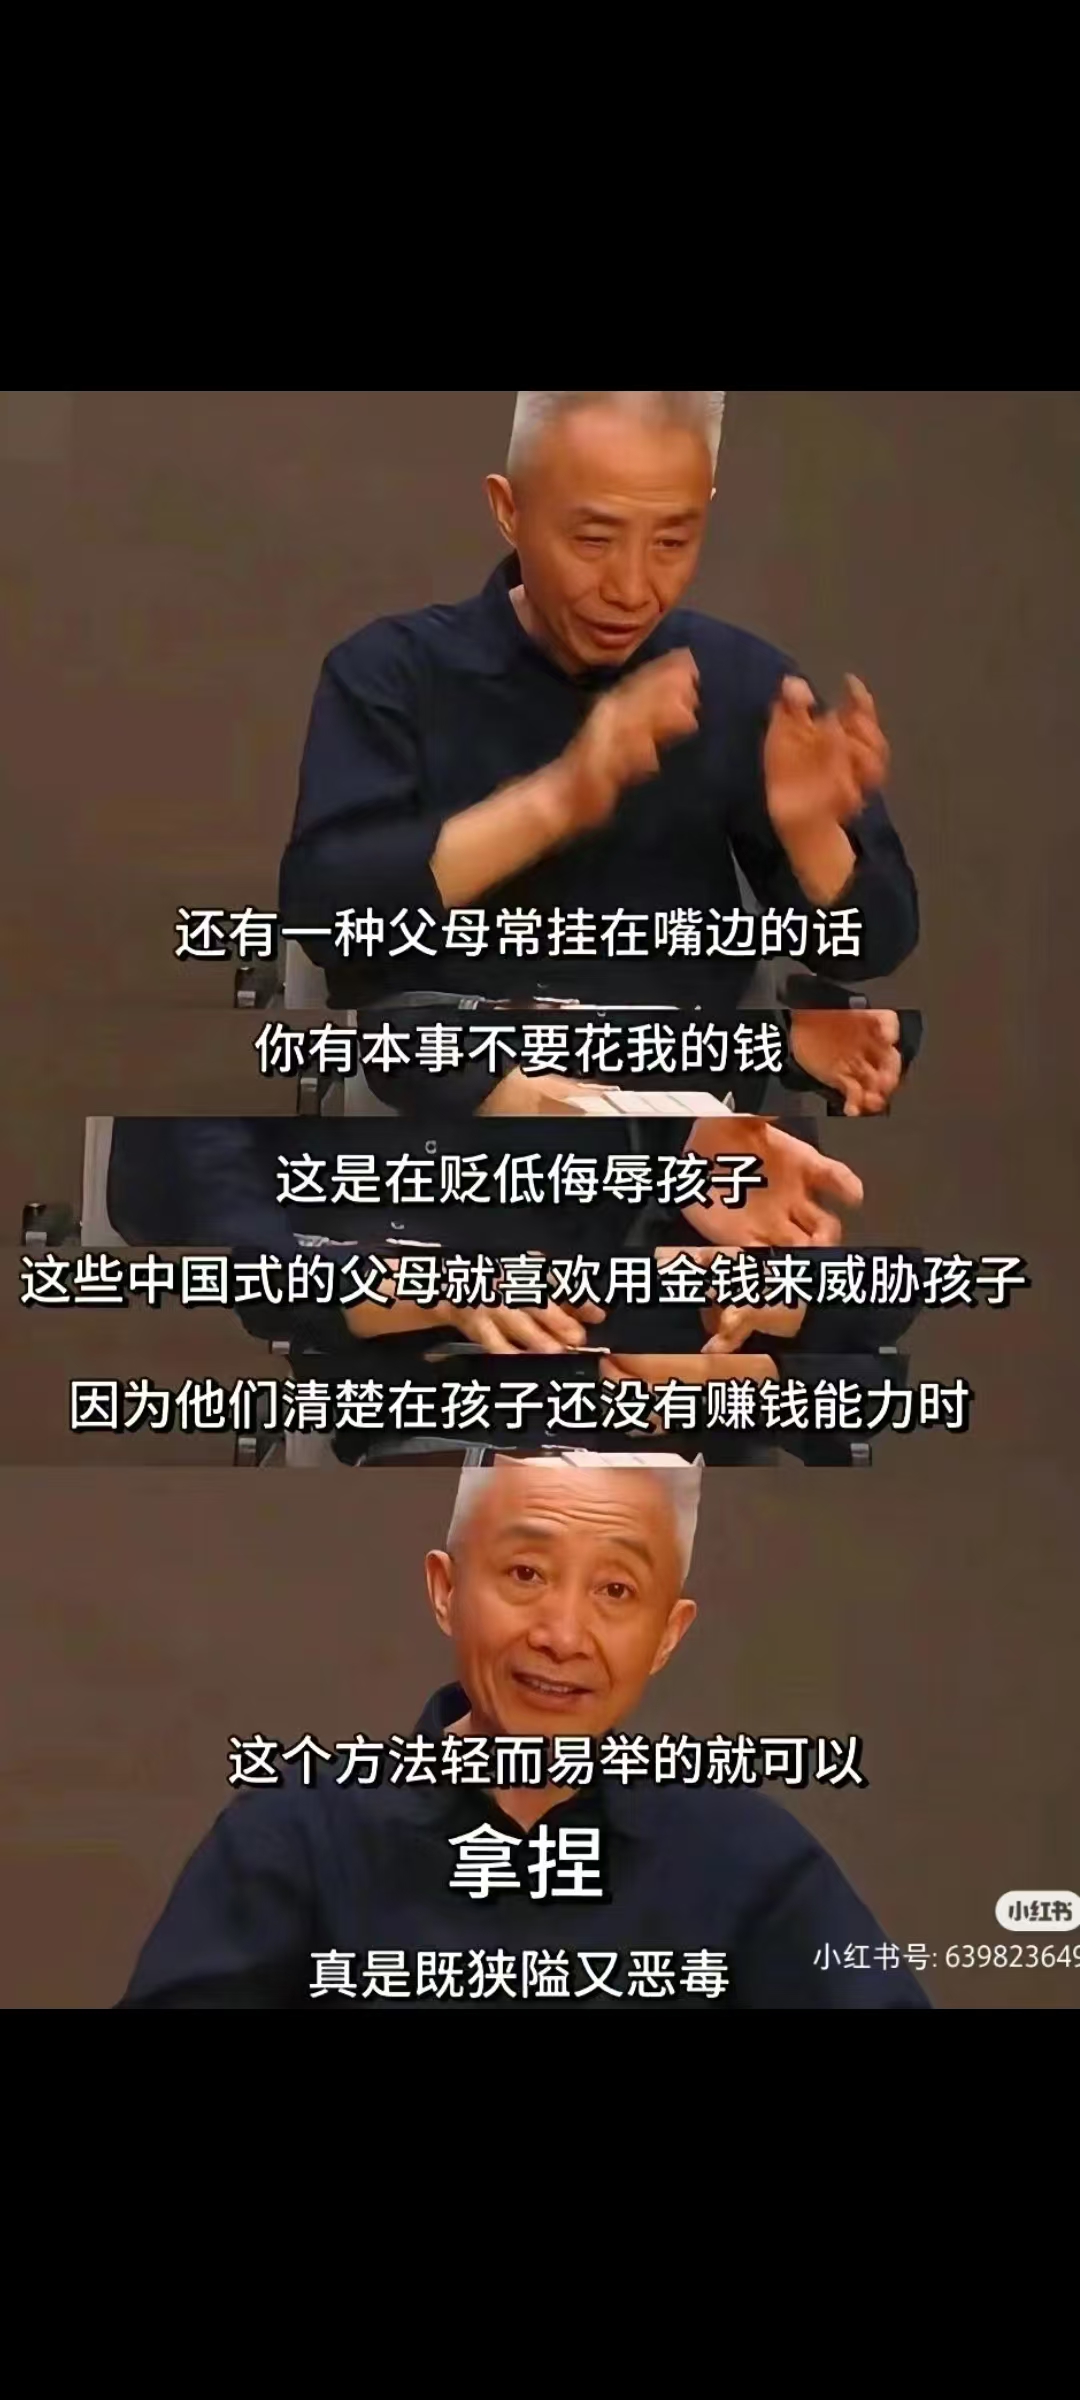 还有一种父母常挂在嘴边的话
你有本事不要花我的钱
这是在贬低侮辱孩子
这些中国式的父母就喜欢用金钱来威胁孩子
因为他们清楚在孩子还没有赚钱能力时
这个方法轻而易举的就可以
拿捏
真是既狭隘又恶毒
小红书
小红书号: 639823649